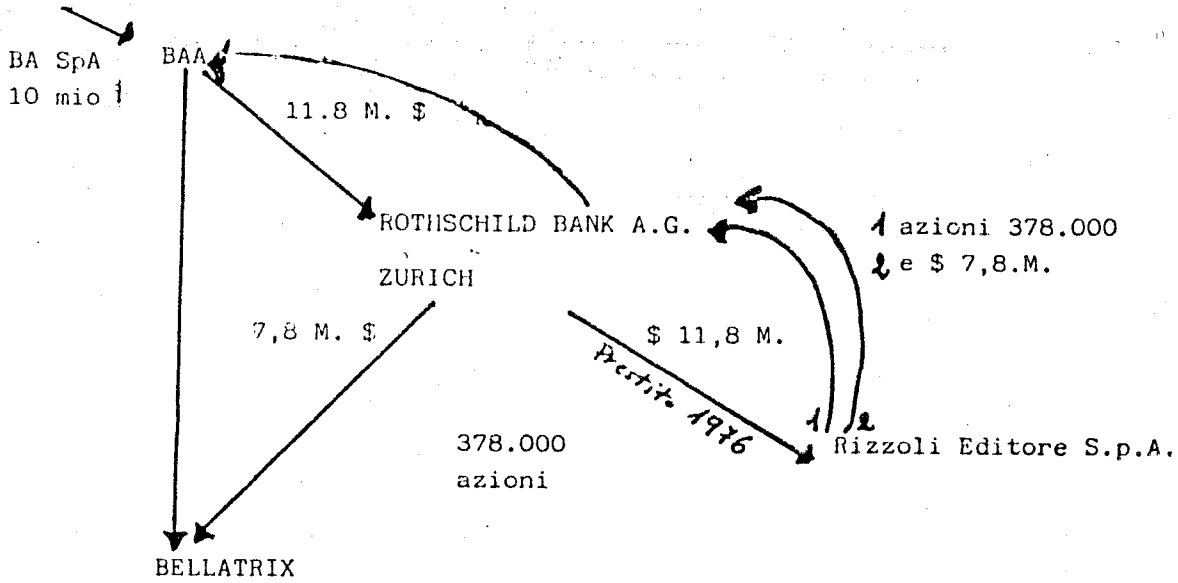 BA SpA
10 mio
BAA
11.8 M. $
ROTHSCHILD BANK A.G.
ZÜRICH
1 azioni 378.000
2 e $ 7,8.M.
7,8 M. $
$ 11,8 M.
Prestito 1976
1 2
Rizzoli Editore S.p.A.
378.000
azioni
BELLATRIX